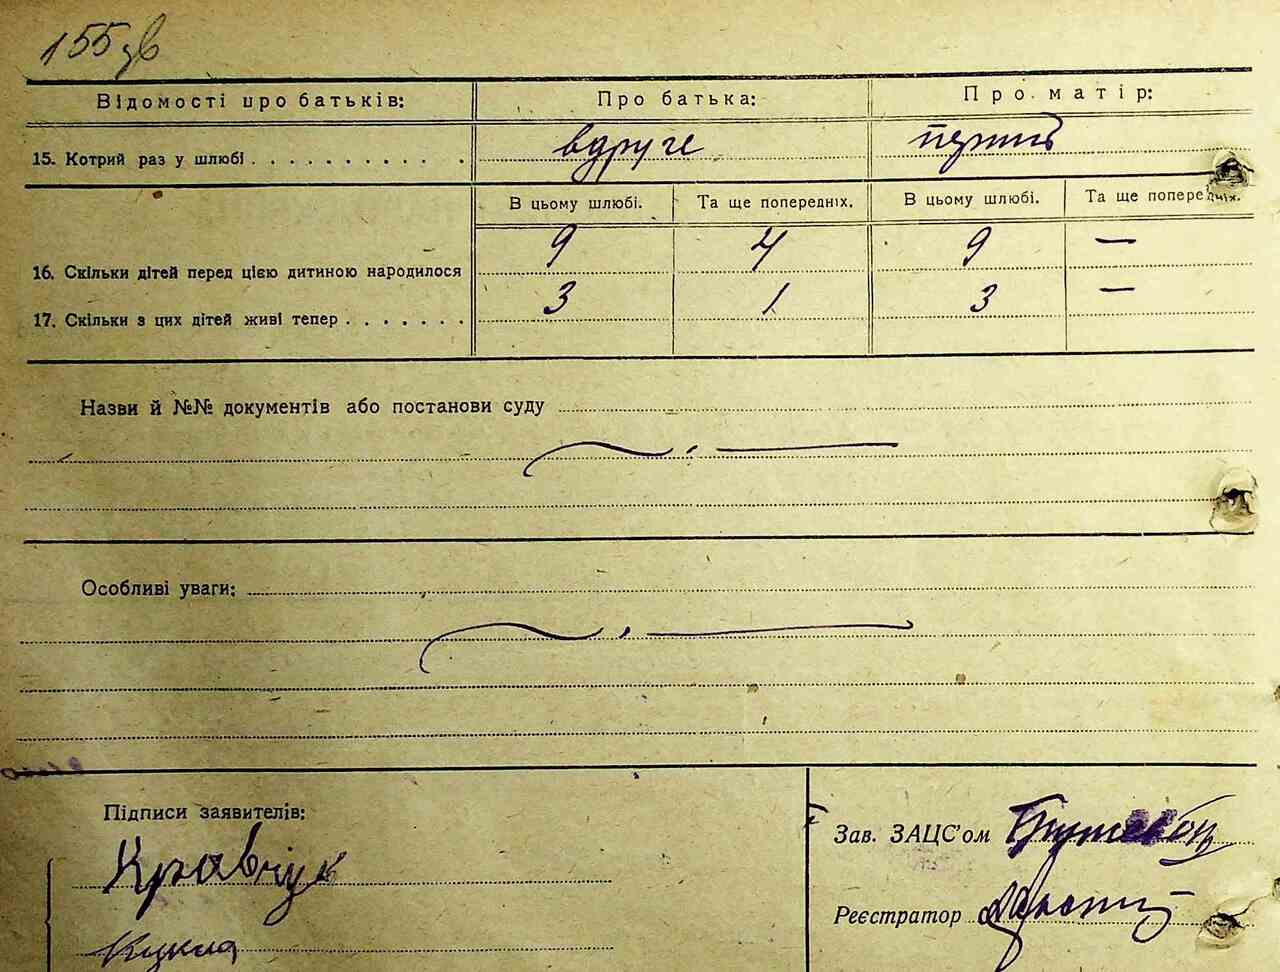 155 зв
Відомості про батьків: Про батька: Про матір:
15. Котрий раз у шлюбі . . . . . . . . . . . вдруге перший
В цьому шлюбі. Та ще попередніх. В цьому шлюбі. Та ще попередніх.
16. Скільки дітей перед цією дитиною народилося 9 4 9 —
17. Скільки з цих дітей живі тепер . . . . . . . 3 1 3 —
Назви й №№ документів або постанови суду
Особливі уваги:
Підписи заявителів:
Зав. ЗАЦС'ом
Кравчук
Реєстратор